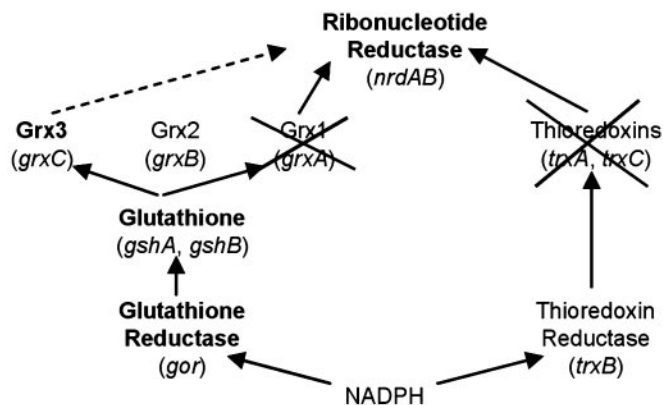 Ribonucleotide
Reductase
(nrdAB)
Grx3
(grxC)
Grx2
(grxB)
Grx1
(grxA)
Thioredoxins
(trxA, trxC)
Glutathione
(gshA, gshB)
Glutathione
Reductase
(gor)
Thioredoxin
Reductase
(trxB)
NADPH